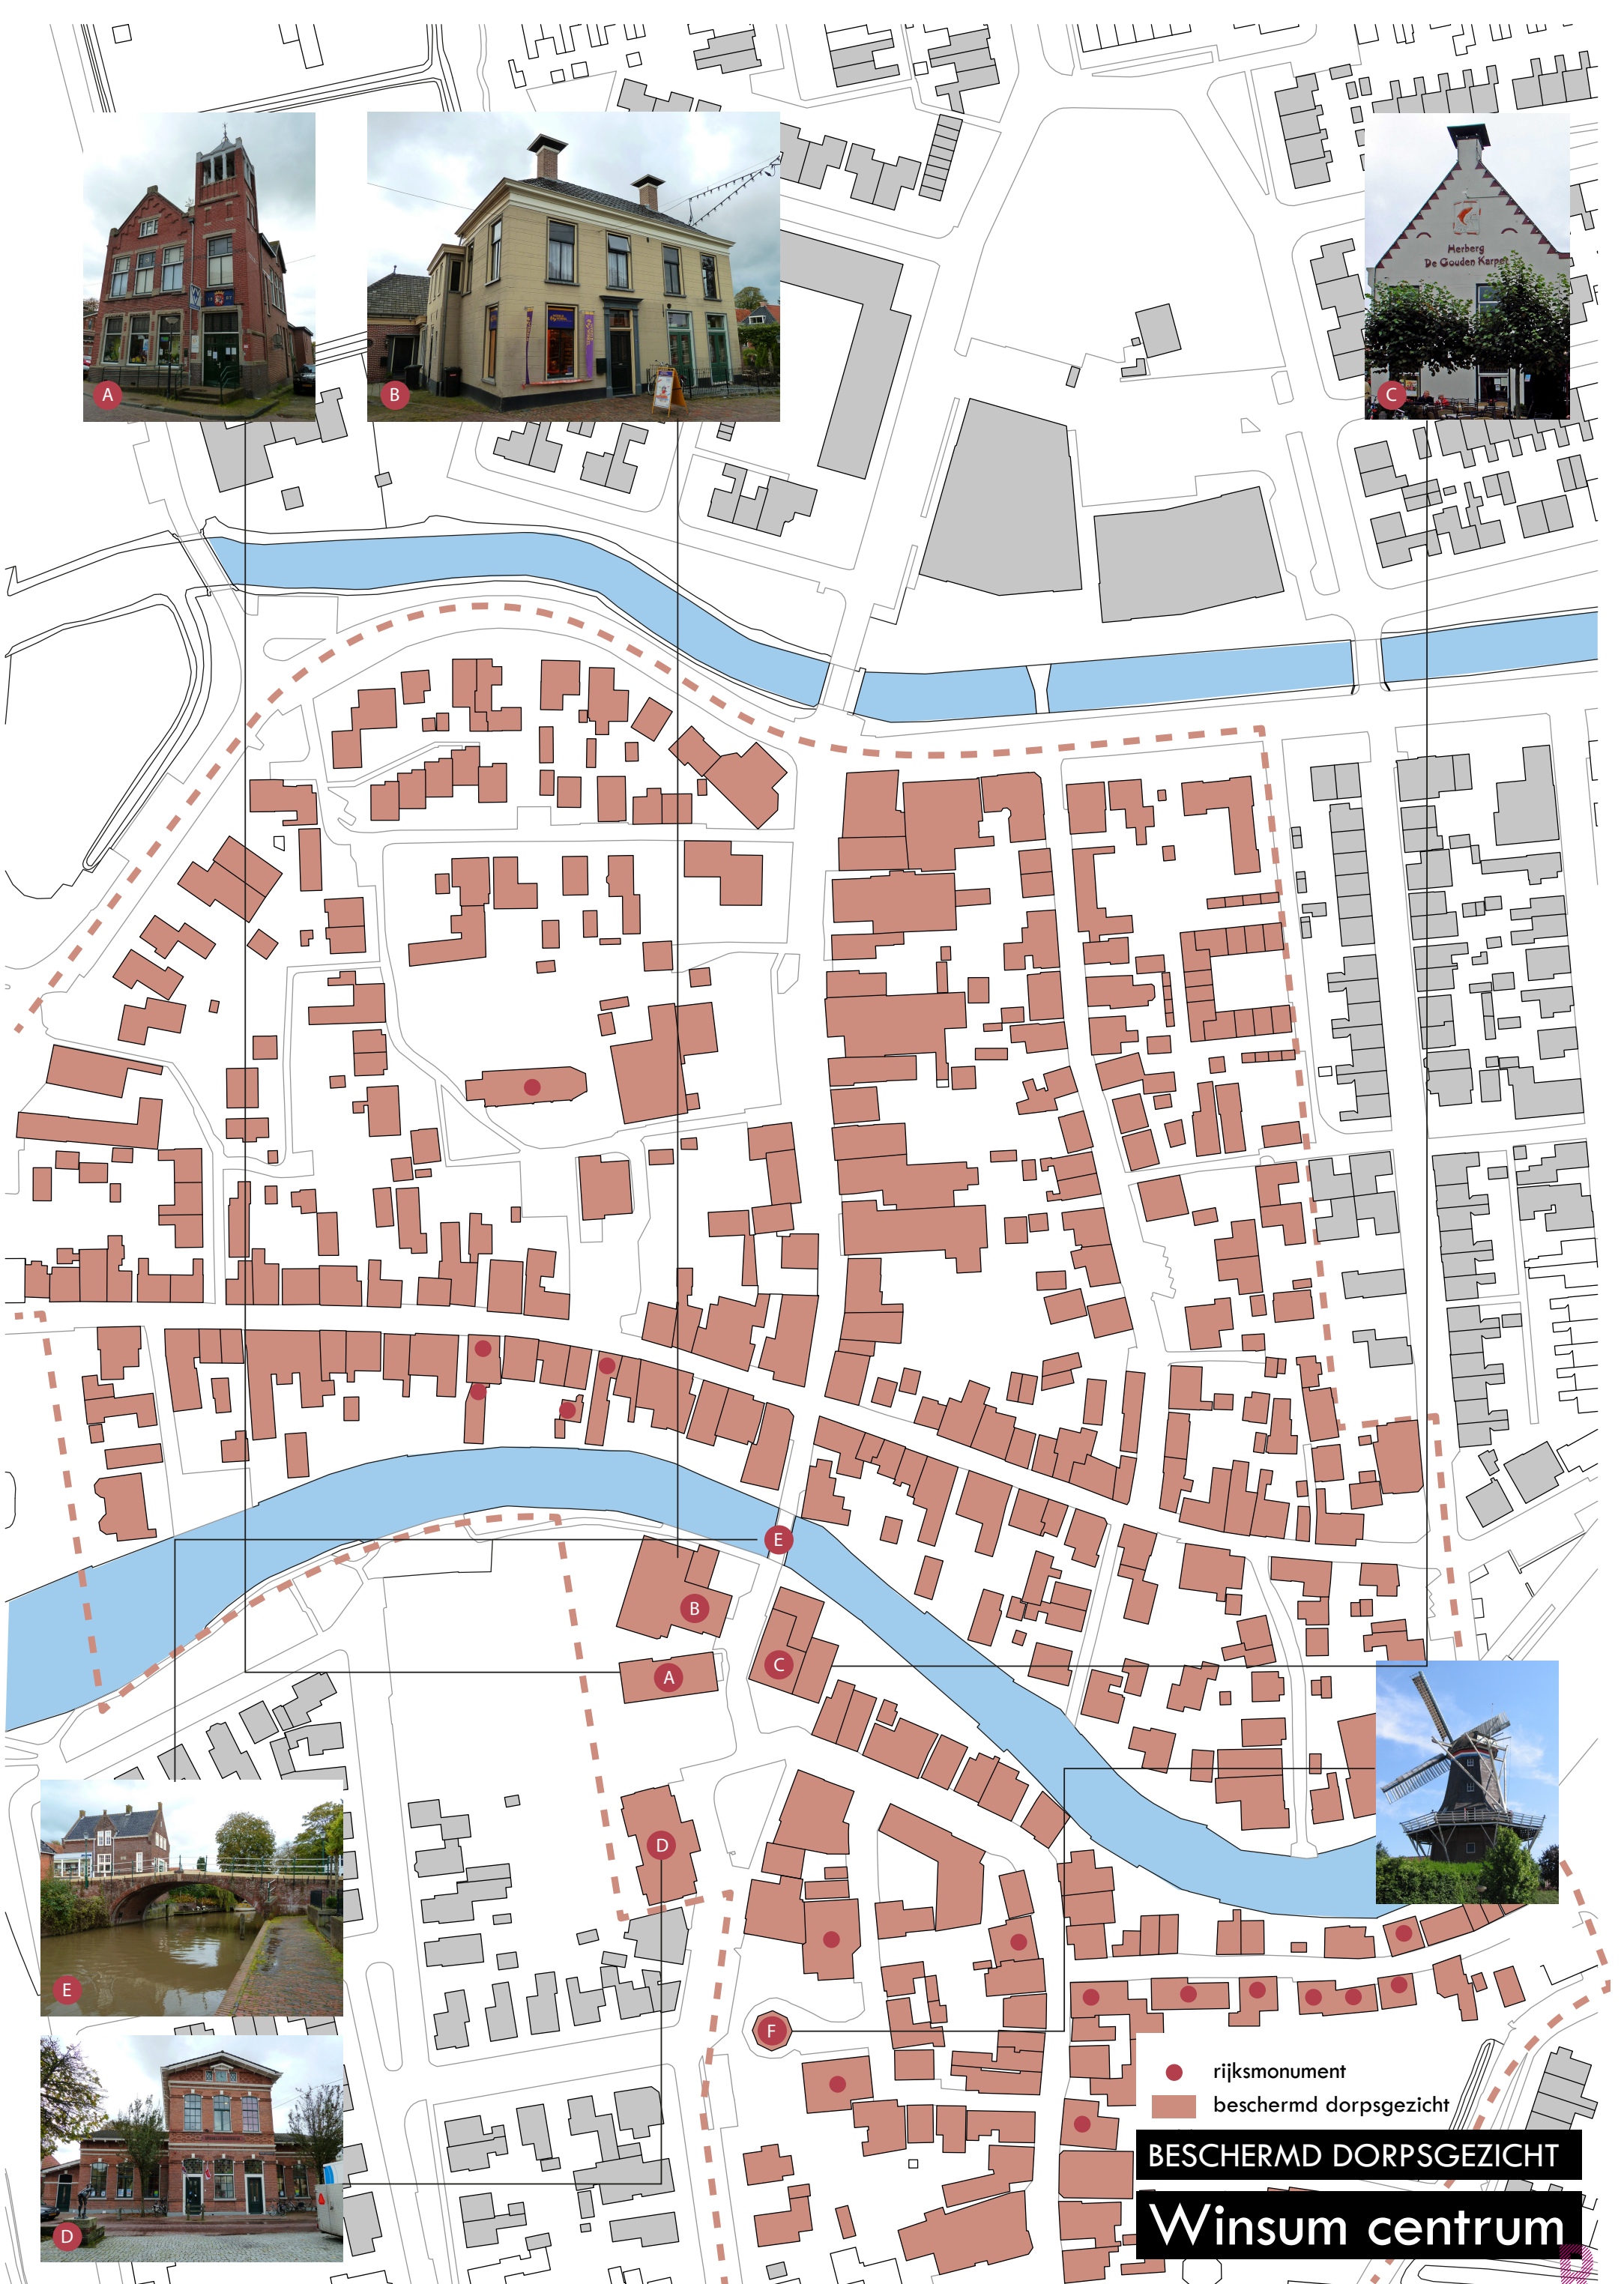 A
B
Herberg
De Gouden Karper
C
E
B
A
C
D
E
F
D
rijksmonument
beschermd dorpsgezicht
BESCHERMD DORPSGEZICHT
Winsum centrum